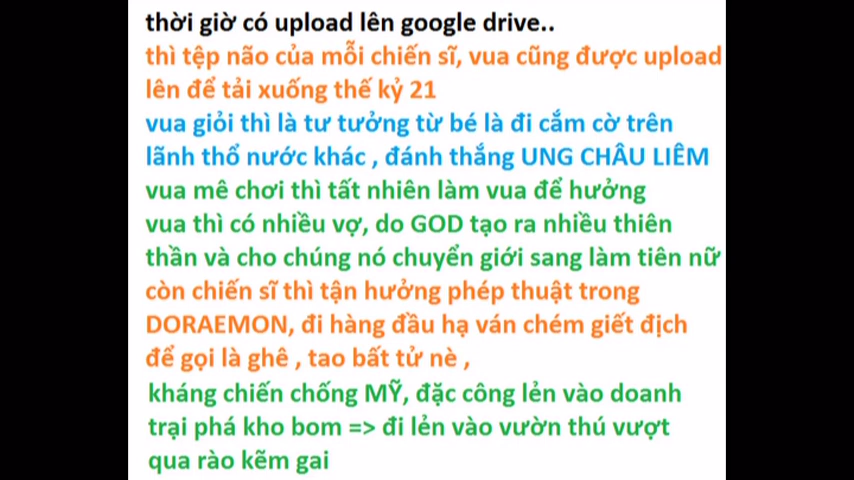 thời giờ có upload lên google drive..
thì tệp não của mỗi chiến sĩ, vua cũng được upload
lên để tải xuống thế kỷ 21
vua giỏi thì là tư tưởng từ bé là đi cắm cờ trên
lãnh thổ nước khác , đánh thắng UNG CHÂU LIÊM
vua mê chơi thì tất nhiên làm vua để hưởng
vua thì có nhiều vợ, do GOD tạo ra nhiều thiên
thần và cho chúng nó chuyển giới sang làm tiên nữ
còn chiến sĩ thì tận hưởng phép thuật trong
DORAEMON, đi hàng đầu hạ ván chém giết địch
để gọi là ghê , tao bất tử nè ,
kháng chiến chống MỸ, đặc công lẻn vào doanh
trại phá kho bom => đi lẻn vào vườn thú vượt
qua rào kẽm gai